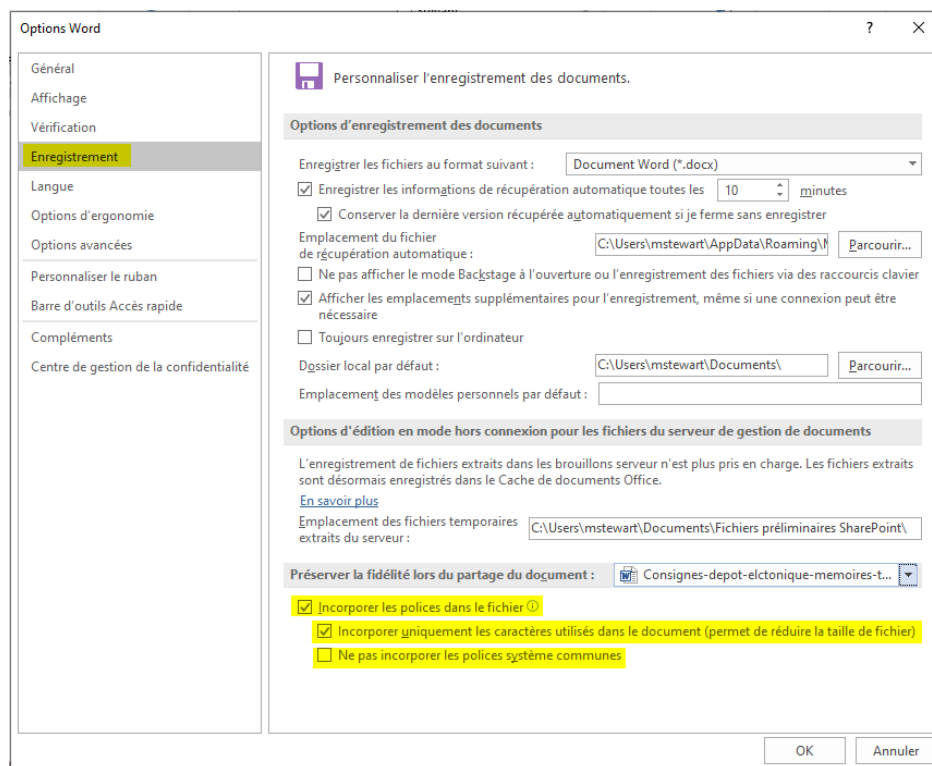 Options Word
?
Général
Affichage
Vérification
Enregistrement
Langue
Options d'ergonomie
Options avancées
Personnaliser le ruban
Barre d'outils Accès rapide
Compléments
Centre de gestion de la confidentialité
Personnaliser l'enregistrement des documents.
Options d'enregistrement des documents
Enregistrer les fichiers au format suivant :
Document Word (*.docx)
Enregistrer les informations de récupération automatique toutes les 10 minutes
Conserver la dernière version récupérée automatiquement si je ferme sans enregistrer
Emplacement du fichier
de récupération automatique :
C:\Users\mstewart\AppData\Roaming\
Parcourir...
Ne pas afficher le mode Backstage à l'ouverture ou l'enregistrement des fichiers via des raccourcis clavier
Afficher les emplacements supplémentaires pour l'enregistrement, même si une connexion peut être
nécessaire
Toujours enregistrer sur l'ordinateur
Dossier local par défaut :
C:\Users\mstewart\Documents\
Parcourir...
Emplacement des modèles personnels par défaut :
Options d'édition en mode hors connexion pour les fichiers du serveur de gestion de documents
L'enregistrement de fichiers extraits dans les brouillons serveur n'est plus pris en charge. Les fichiers extraits
sont désormais enregistrés dans le Cache de documents Office.
En savoir plus
Emplacement des fichiers temporaires
extraits du serveur :
C:\Users\mstewart\Documents\Fichiers préliminaires SharePoint\
Préserver la fidélité lors du partage du document :
Consignes-depot-elctonique-memoires-t...
Incorporer les polices dans le fichier
Incorporer uniquement les caractères utilisés dans le document (permet de réduire la taille de fichier)
Ne pas incorporer les polices système communes
OK
Annuler